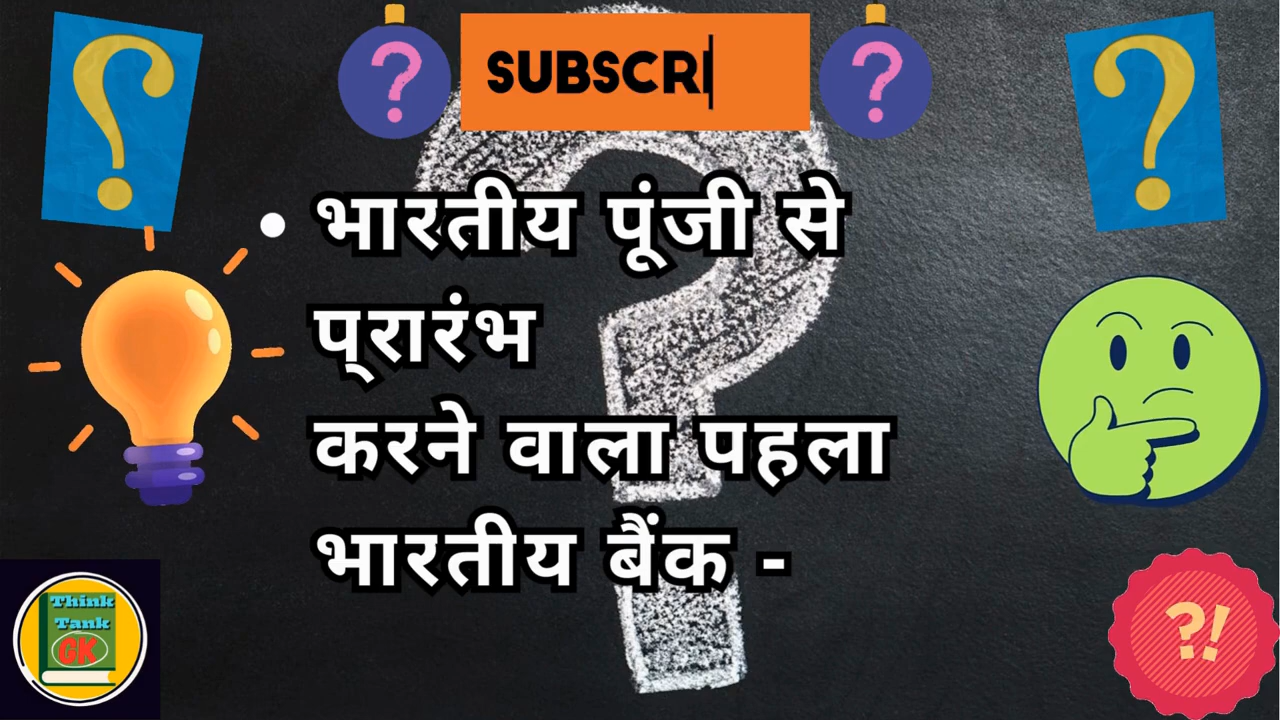 SUBSCRI
भारतीय पूंजी से
प्रारंभ
करने वाला पहला
भारतीय बैंक -
Think
Tank
GK